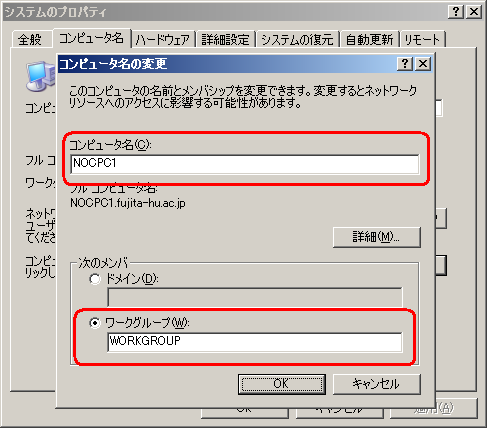 システムのプロパティ
全般 コンピュータ名 ハードウェア 詳細設定 システムの復元 自動更新 リモート
コンピュータ名の変更
このコンピュータの名前とメンバシップを変更できます。変更するとネットワーク
リソースへのアクセスに影響する可能性があります。
コンピュータ名(C):
NOCPC1
フル コンピュータ名:
NOCPC1.fujita-hu.ac.jp
詳細(M)...
次のメンバ
ドメイン(D):
ワークグループ(W):
WORKGROUP
OK キャンセル
コンピ
フル コ
ワーク
ネットワ
ユーザー
てくださ
コンピュ
リックし
OK キャンセル 適用(A)